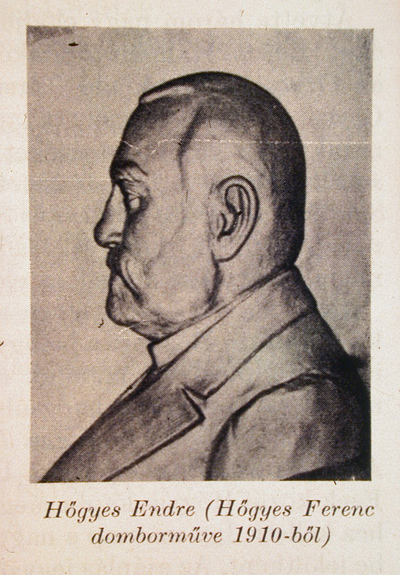 Hőgyes Endre (Hőgyes Ferenc
domborműve 1910-ből)